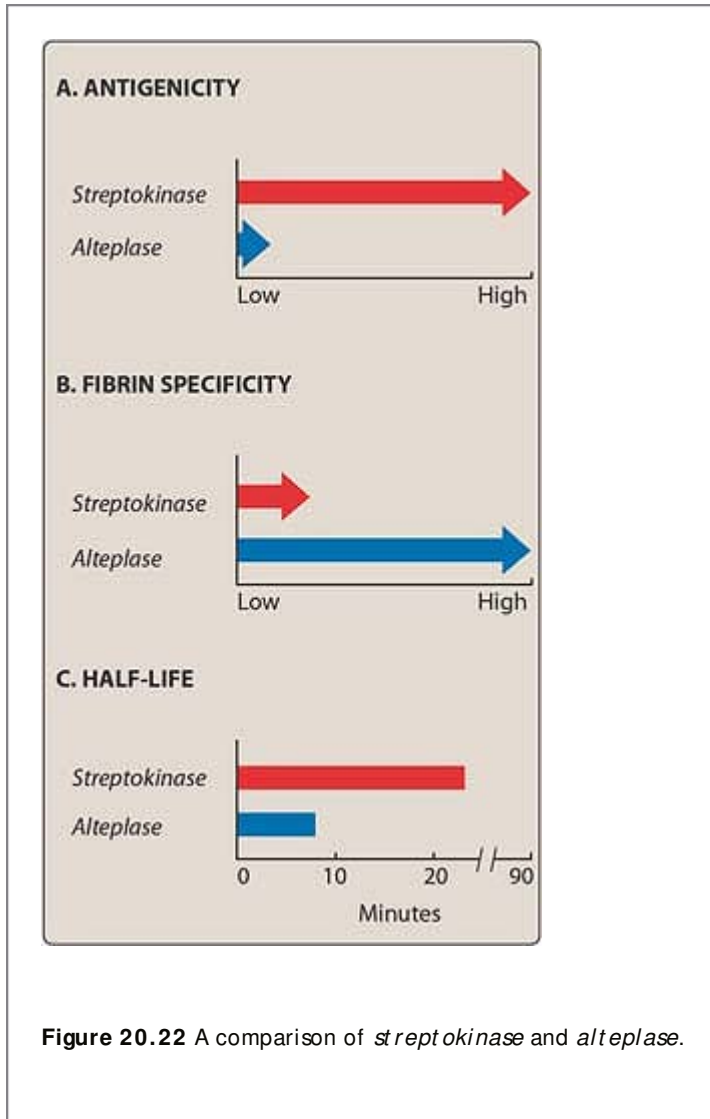 A. ANTIGENICITY
Streptokinase
Alteplase
Low High
B. FIBRIN SPECIFICITY
Streptokinase
Alteplase
Low High
C. HALF-LIFE
Streptokinase
Alteplase
0 10 20 90
Minutes
Figure 20.22 A comparison of streptokinase and alteplase.